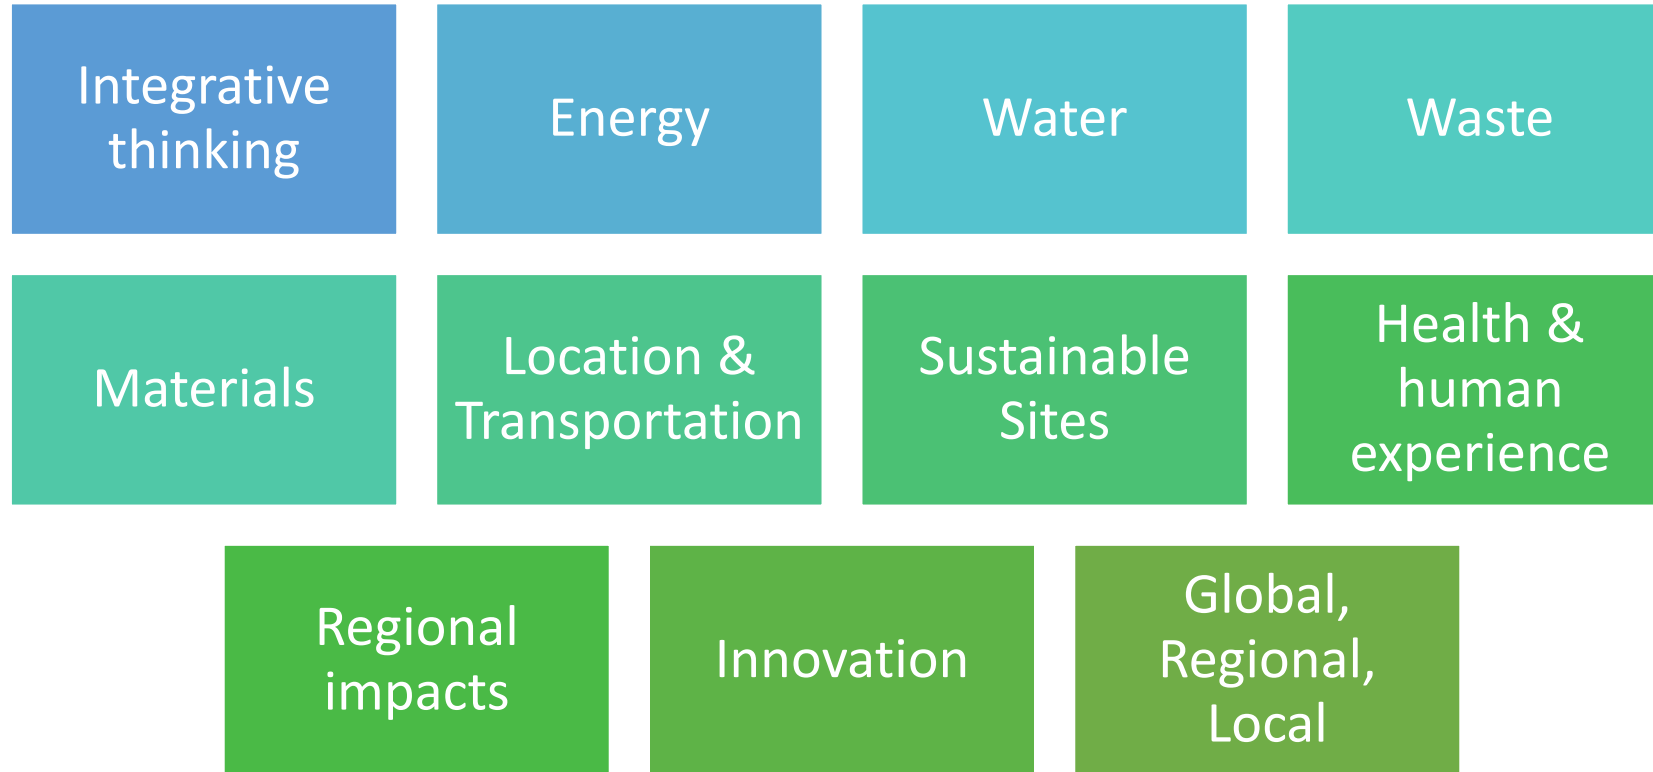 Integrative
thinking
Energy
Water
Waste
Materials
Location &
Transportation
Sustainable
Sites
Health &
human
experience
Regional
impacts
Innovation
Global,
Regional,
Local